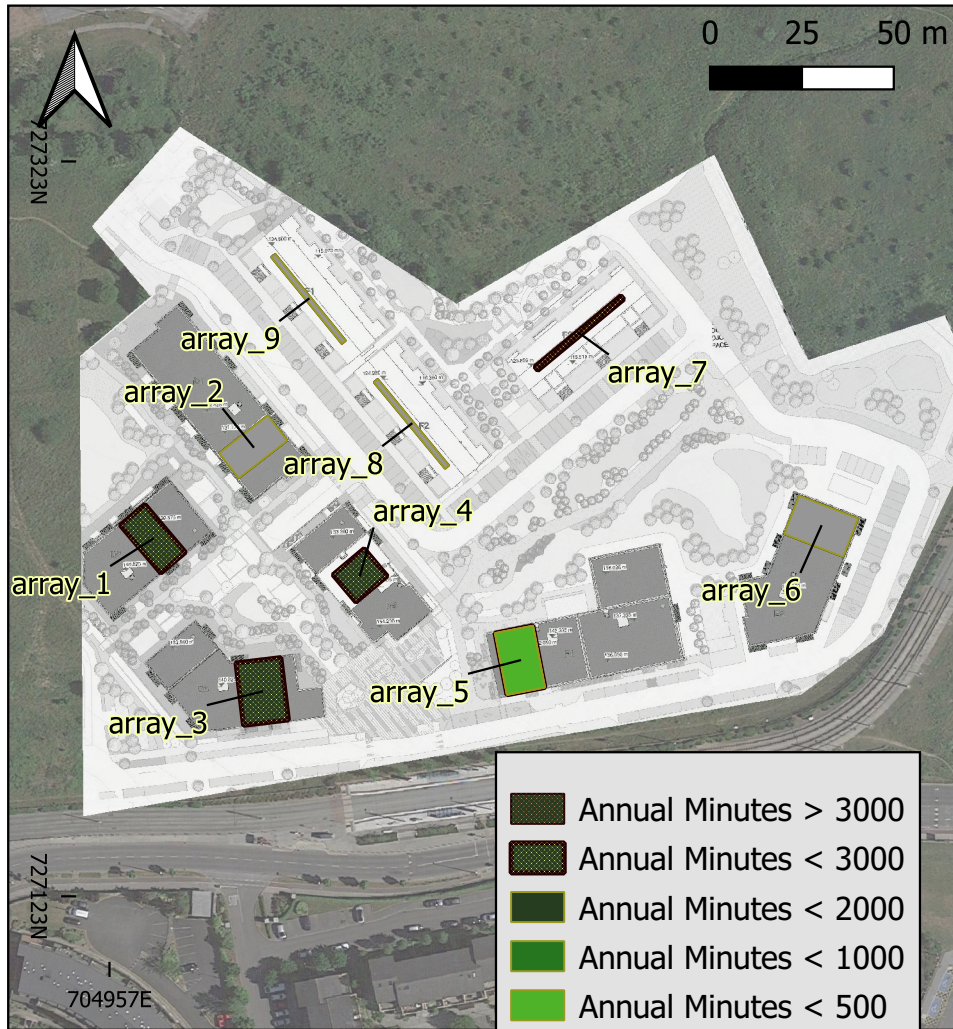 0 25 50 m
727323N
array_9
array_2
array_7
array_8
array_4
array_1
array_6
array_5
array_3
F2
Annual Minutes > 3000
Annual Minutes < 3000
Annual Minutes < 2000
Annual Minutes < 1000
Annual Minutes < 500
727123N
704957E